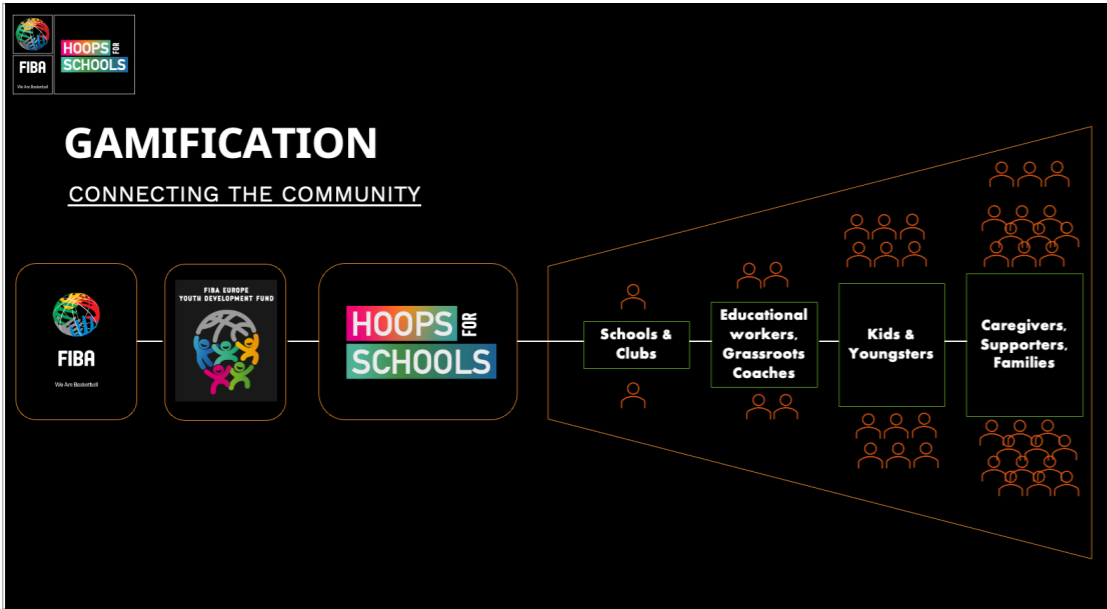 HOOPS FOR
SCHOOLS
FIBA
We Are Basketball
GAMIFICATION
CONNECTING THE COMMUNITY
FIBA
We Are Basketball
FIBA EUROPE
YOUTH DEVELOPMENT FUND
HOOPS FOR
SCHOOLS
Schools &
Clubs
Educational
workers,
Grassroots
Coaches
Kids &
Youngsters
Caregivers,
Supporters,
Families